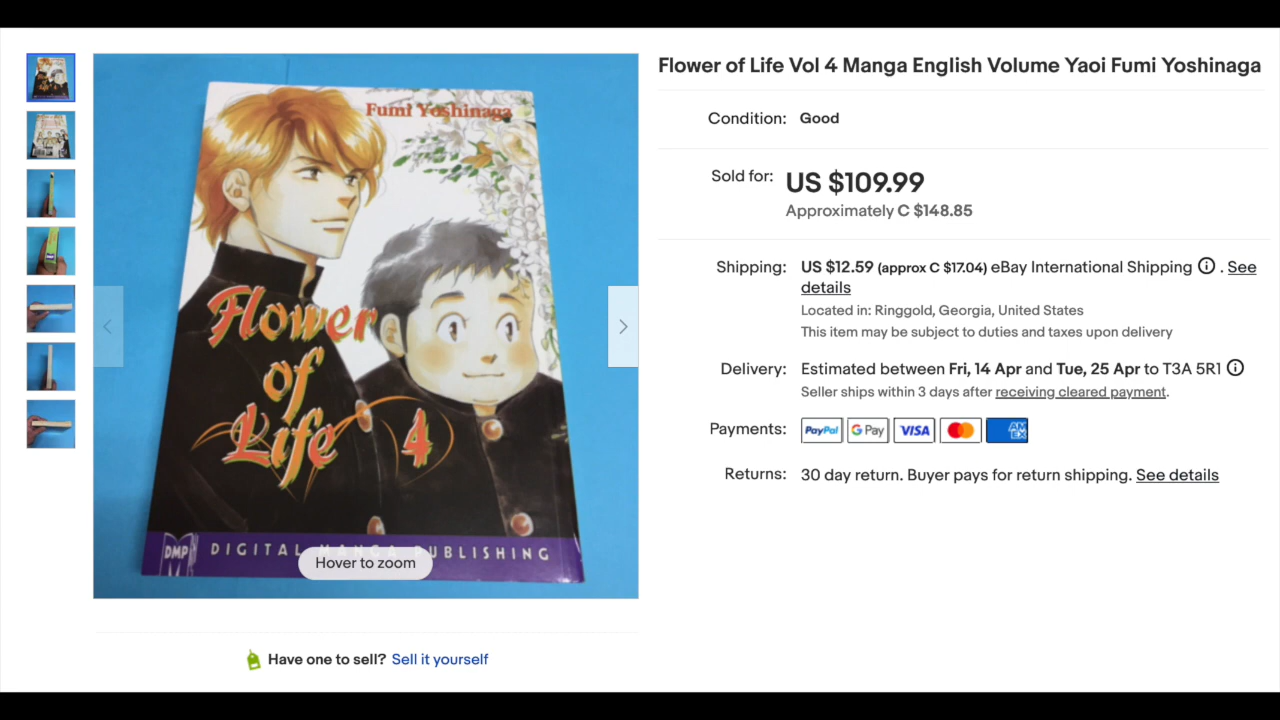 Flower of Life Vol 4 Manga English Volume Yaoi Fumi Yoshinaga
Condition: Good
Sold for: US $109.99
Approximately C $148.85
Shipping: US $12.59 (approx C $17.04) eBay International Shipping . See
details
Located in: Ringgold, Georgia, United States
This item may be subject to duties and taxes upon delivery
Delivery: Estimated between Fri, 14 Apr and Tue, 25 Apr to T3A 5R1
Seller ships within 3 days after receiving cleared payment.
Payments: PayPal G Pay VISA AM EX
Returns: 30 day return. Buyer pays for return shipping. See details
Fumi Yoshinaga
Flower
of
Life 4
DMP DIGITAL MANGA PUBLISHING
Hover to zoom
Have one to sell? Sell it yourself